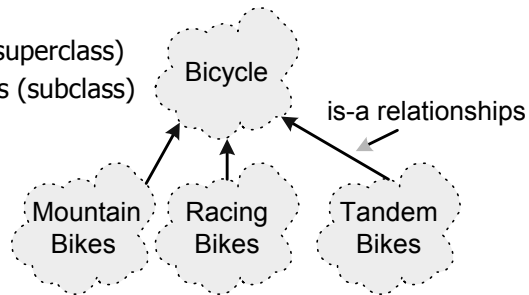 superclass)
s (subclass)
Bicycle
is-a relationships
Mountain
Bikes
Racing
Bikes
Tandem
Bikes